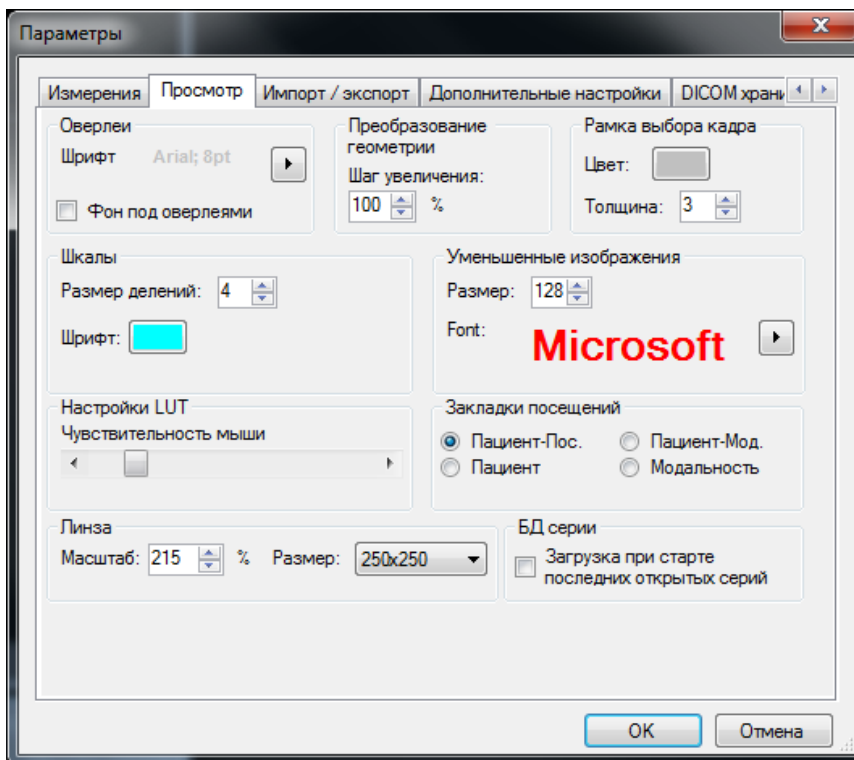 Параметры
Измерения Просмотр Импорт / экспорт Дополнительные настройки DICOM храни
Оверлеи
Шрифт Arial; 8pt
Фон под оверлеями
Преобразование
геометрии
Шаг увеличения:
100 %
Рамка выбора кадра
Цвет:
Толщина: 3
Шкалы
Размер делений: 4
Шрифт:
Уменьшенные изображения
Размер: 128
Font: Microsoft
Настройки LUT
Чувствительность мыши
Закладки посещений
Пациент-Пос. Пациент-Мод.
Пациент Модальность
Линза
Масштаб: 215 % Размер: 250x250
БД серии
Загрузка при старте
последних открытых серий
OK Отмена